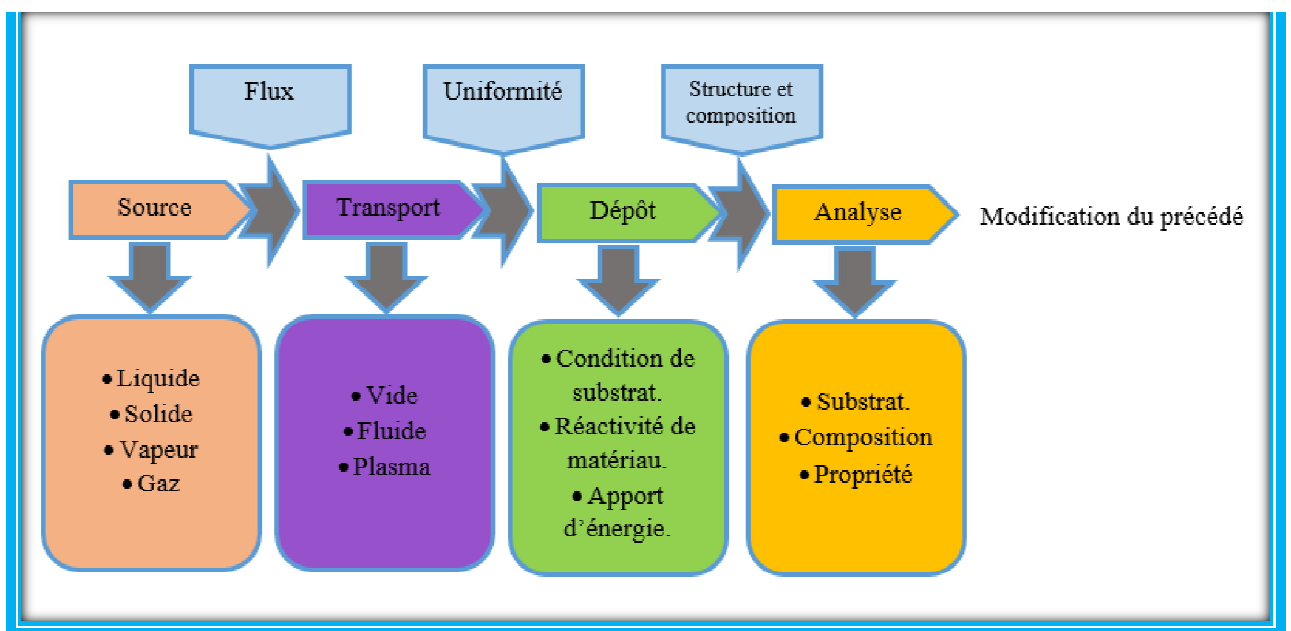 Flux
Uniformité
Structure et
composition
Source
Transport
Dépôt
Analyse
Modification du précédé
• Liquide
• Solide
• Vapeur
• Gaz
• Vide
• Fluide
• Plasma
• Condition de
substrat.
• Réactivité de
matériau.
• Apport
d’énergie.
• Substrat.
• Composition
• Propriété